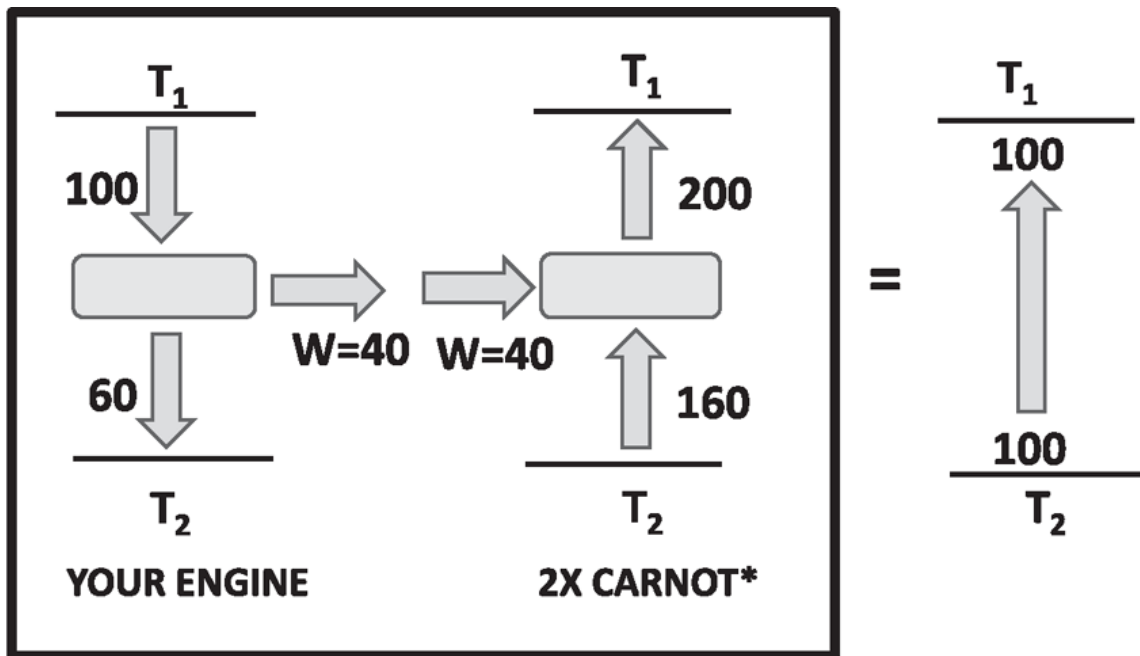 T₁
100
60
T₂
YOUR ENGINE
W=40
W=40
T₁
200
160
T₂
2X CARNOT*
=
T₁
100
100
T₂